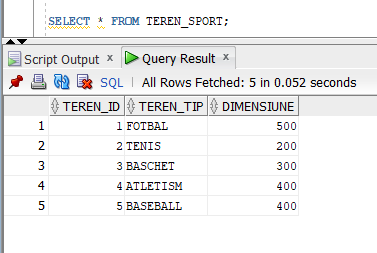 SELECT * FROM TEREN_SPORT;
Script Output x Query Result x
SQL | All Rows Fetched: 5 in 0.052 seconds
TEREN_ID TEREN_TIP DIMENSIUNE
1 1 FOTBAL 500
2 2 TENIS 200
3 3 BASCHET 300
4 4 ATLETISM 400
5 5 BASEBALL 400